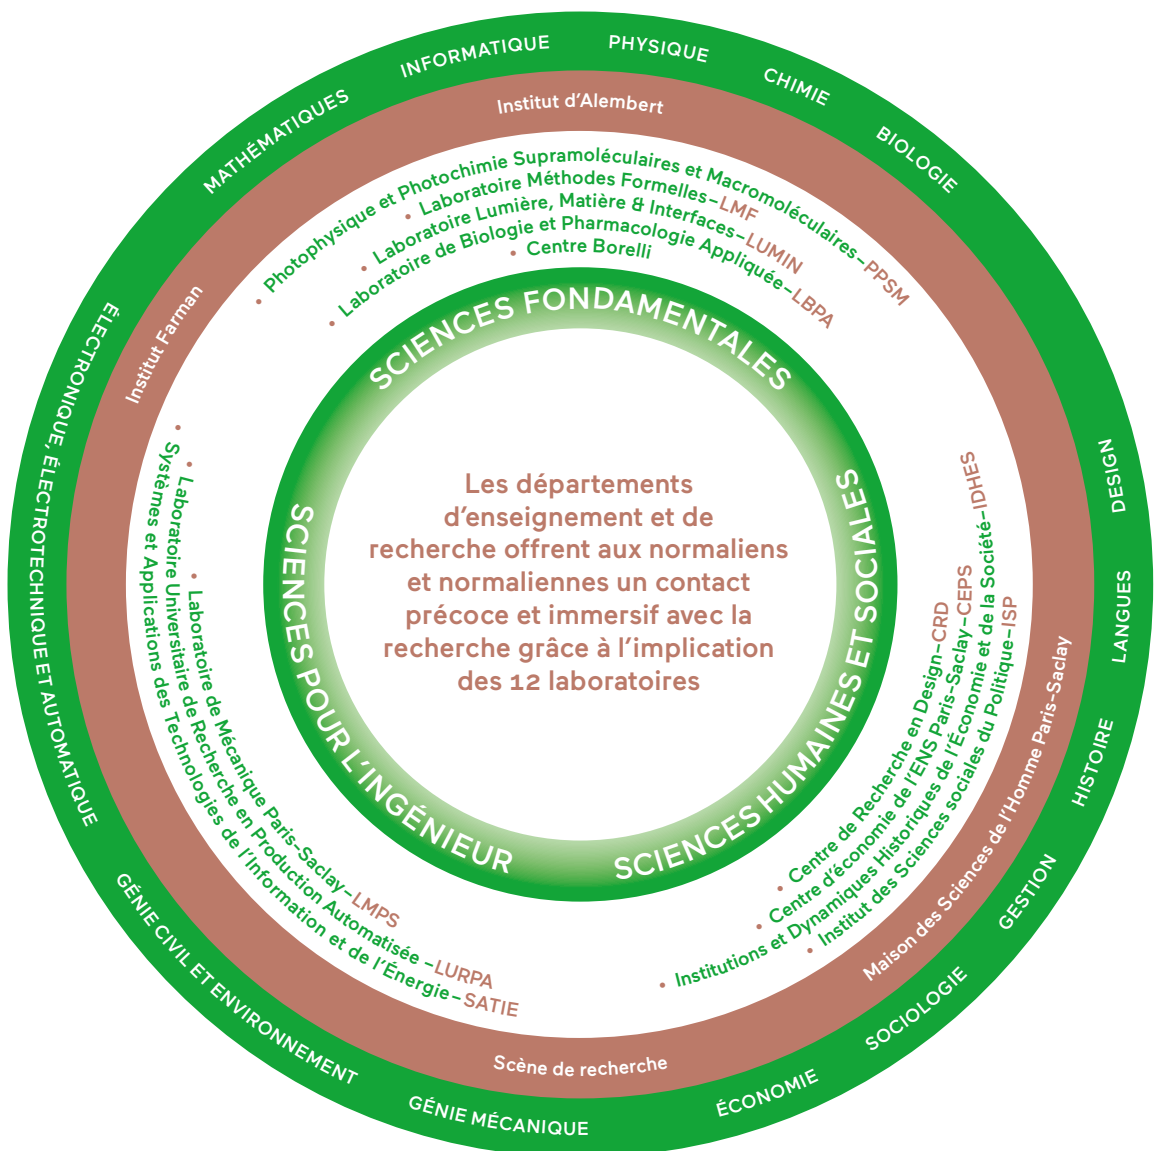 INFORMATIQUE
PHYSIQUE
CHIMIE
BIOLOGIE
MATHÉMATIQUES
ÉLECTRONIQUE, ÉLECTROTECHNIQUE ET AUTOMATIQUE
GÉNIE CIVIL ET ENVIRONNEMENT
GÉNIE MÉCANIQUE
DESIGN
LANGUES
HISTOIRE
GESTION
SOCIOLOGIE
ÉCONOMIE
Institut d'Alembert
Institut Farman
Maison des Sciences de l'Homme Paris-Saclay
Scène de recherche
• Photophysique et Photochimie Supramoléculaires et Macromoléculaires–PPSM
• Laboratoire Méthodes Formelles–LMF
• Laboratoire Lumière, Matière & Interfaces–LUMIN
• Laboratoire de Biologie et Pharmacologie Appliquée–LBPA
• Centre Borelli
SCIENCES FONDAMENTALES
• Systèmes et Applications des Technologies de l'Information et de l'Énergie–SATIE
• Laboratoire Universitaire de Recherche en Production Automatisée –LURPA
• Laboratoire de Mécanique Paris-Saclay–LMPS
SCIENCES POUR L'INGÉNIEUR
• Centre de Recherche en Design–CRD
• Centre d'économie de l'ENS Paris-Saclay–CEPS
• Institutions et Dynamiques Historiques de l'Économie et de la Société–IDHES
• Institut des Sciences sociales du Politique–ISP
SCIENCES HUMAINES ET SOCIALES
Les départements
d'enseignement et de
recherche offrent aux normaliens
et normaliennes un contact
précoce et immersif avec la
recherche grâce à l'implication
des 12 laboratoires